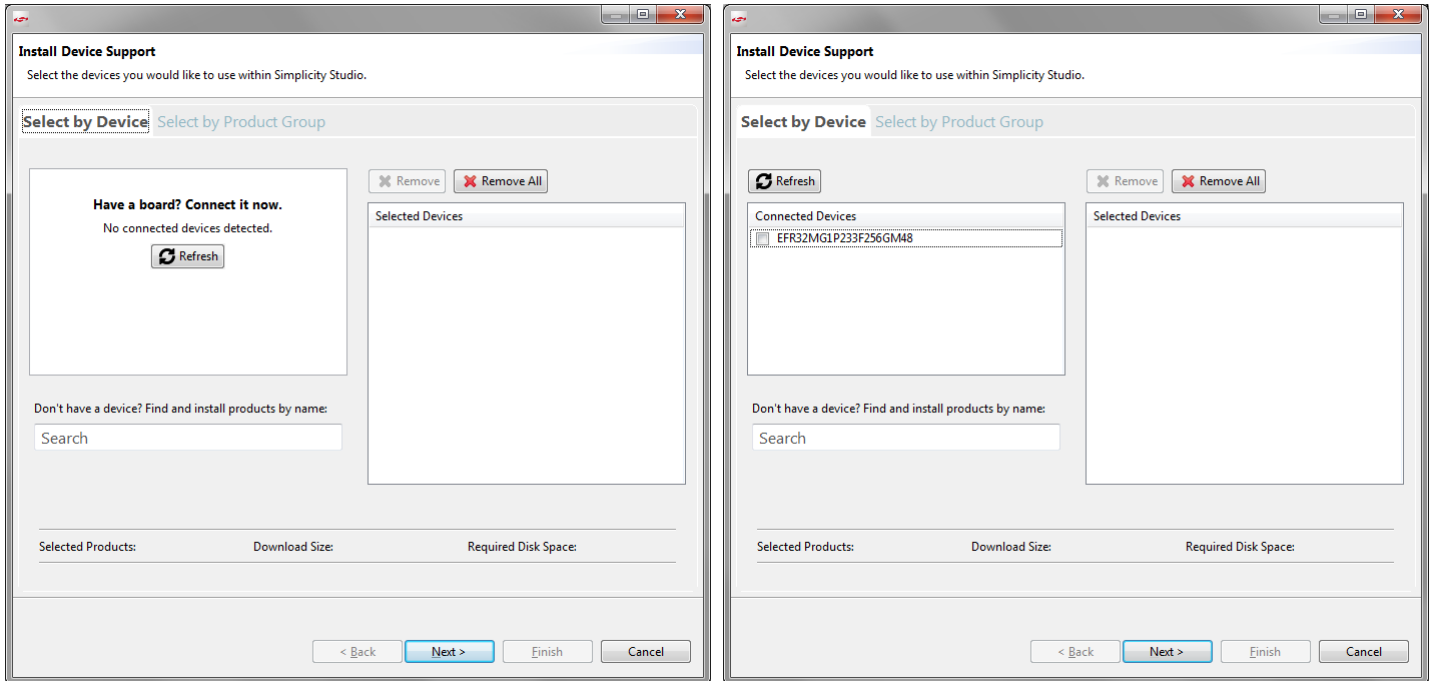 Install Device Support
Select the devices you would like to use within Simplicity Studio.
Select by Device Select by Product Group
Have a board? Connect it now.
No connected devices detected.
Refresh
Remove Remove All
Selected Devices
Don't have a device? Find and install products by name:
Search
Selected Products: Download Size: Required Disk Space:
< Back Next > Finish Cancel
Install Device Support
Select the devices you would like to use within Simplicity Studio.
Select by Device Select by Product Group
Refresh
Remove Remove All
Connected Devices
EFR32MG1P233F256GM48
Selected Devices
Don't have a device? Find and install products by name:
Search
Selected Products: Download Size: Required Disk Space:
< Back Next > Finish Cancel